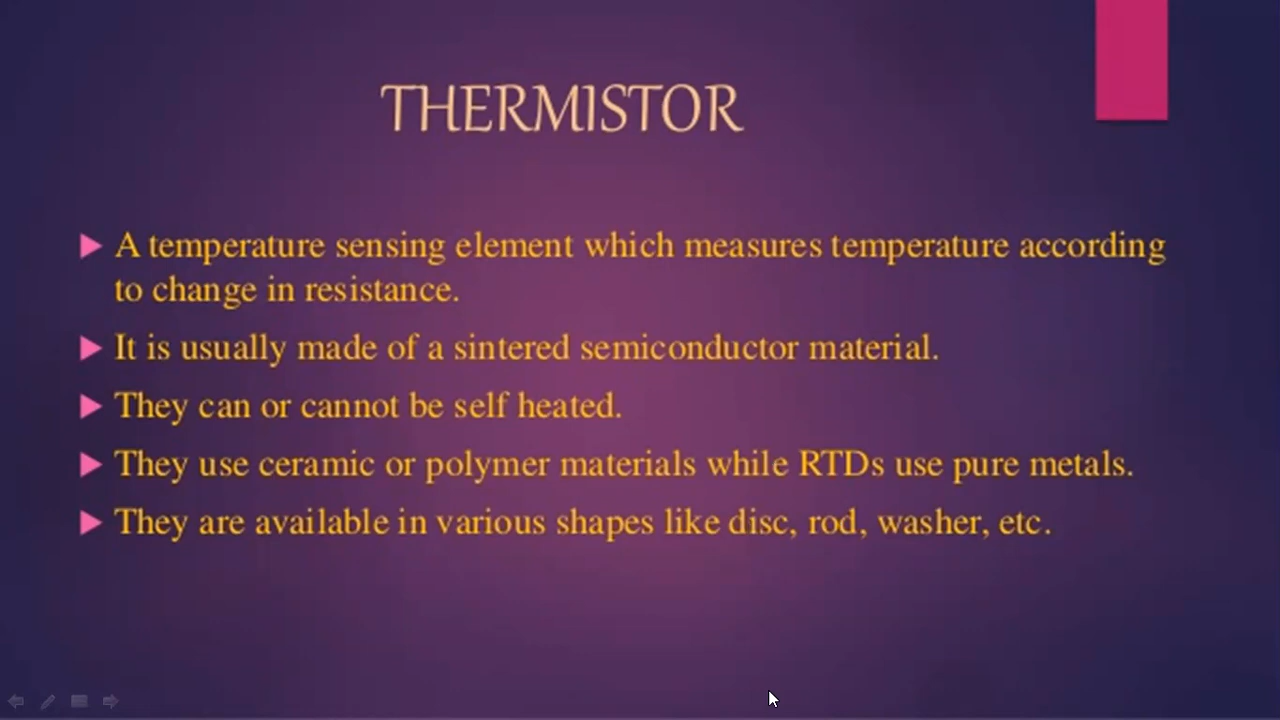 THERMISTOR
A temperature sensing element which measures temperature according
to change in resistance.
It is usually made of a sintered semiconductor material.
They can or cannot be self heated.
They use ceramic or polymer materials while RTDs use pure metals.
They are available in various shapes like disc, rod, washer, etc.